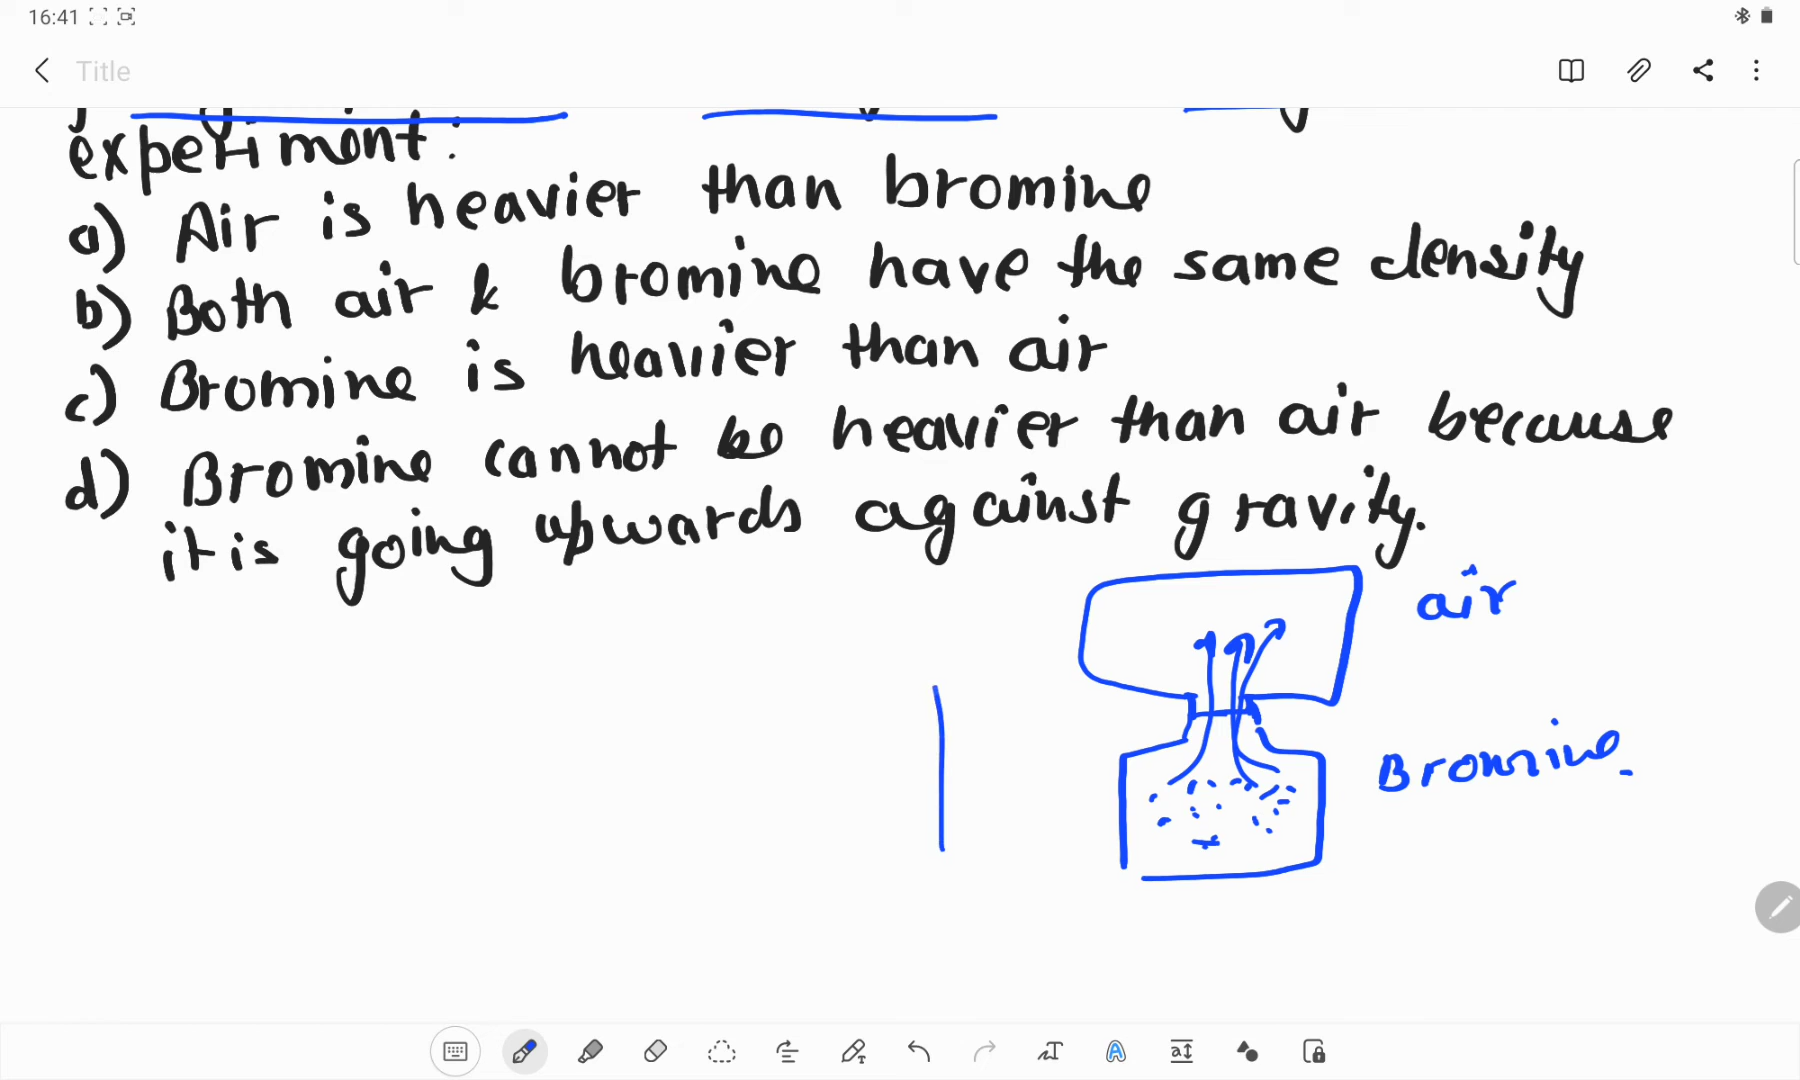 16:41
Title
experiment:
a) Air is heavier than bromine
b) Both air & bromine have the same density
c) Bromine is heavier than air
d) Bromine cannot be heavier than air because
it is going upwards against gravity.
air
Bromine